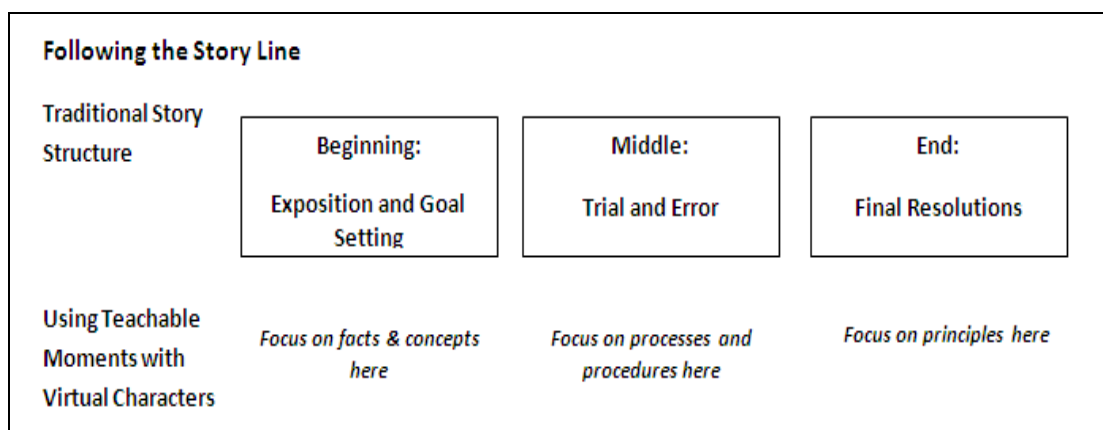 Following the Story Line
Traditional Story
Structure
Beginning:
Exposition and Goal
Setting
Middle:
Trial and Error
End:
Final Resolutions
Using Teachable
Moments with
Virtual Characters
Focus on facts & concepts
here
Focus on processes and
procedures here
Focus on principles here